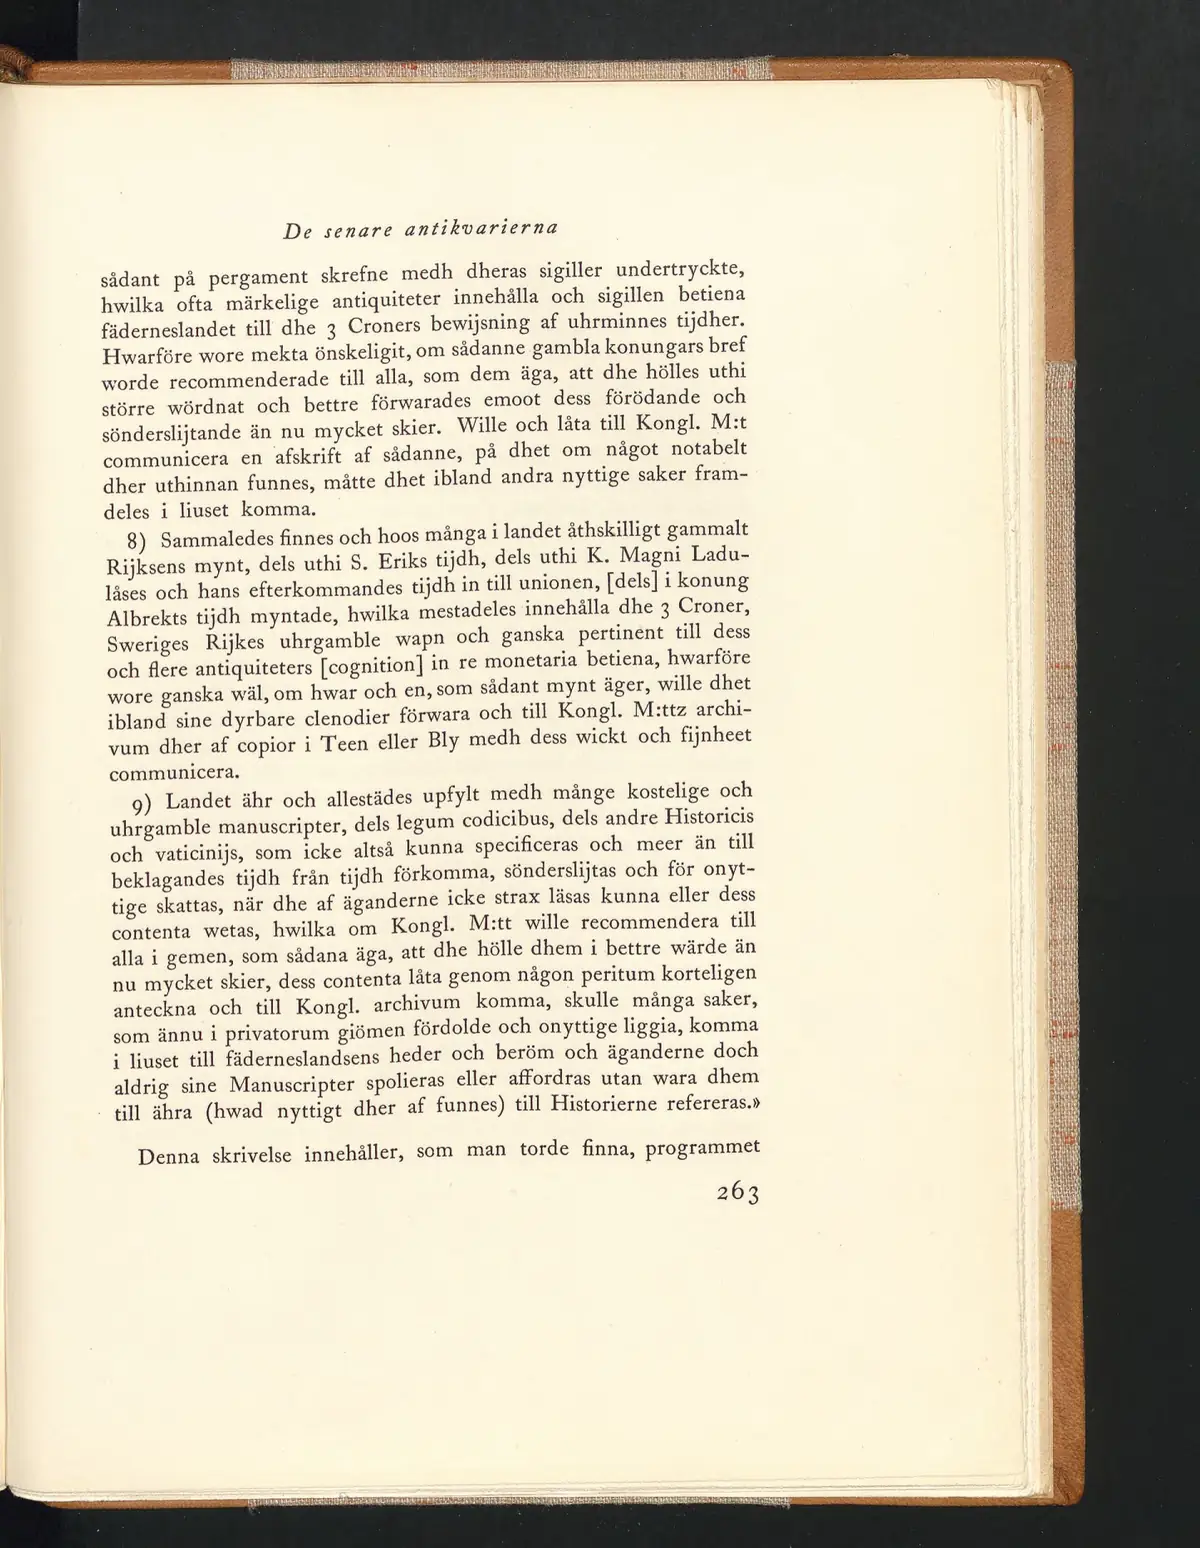 De senare antikvarierna
sådant på pergament skrefne medh dheras sigiller undertryckte,
hwilka ofta märkelige antiquiteter innehålla och sigillen betiena
fäderneslandet till dhe 3 Croners bewijsning af uhrminnes tijdher.
Hwarföre wore mekta önskeligit, om sådanne gambla konungars bref
worde recommenderade till alla, som dem äga, att dhe hölles uthi
större wördnat och bettre förwarades emoot dess förödande och
sönderslijtande än nu mycket skier. Wille och låta till Kongl. M:t
communicera en afskrift af sådanne, på dhet om något notabelt
dher uthinnan funnes, måtte dhet ibland andra nyttige saker fram-
deles i liuset komma.
8) Sammaledes finnes och hoos många i landet åthskilligt gammalt
Rijksens mynt, dels uthi S. Eriks tijdh, dels uthi K. Magni Ladu-
låses och hans efterkommandes tijdh in till unionen, [dels] i konung
Albrekts tijdh myntade, hwilka mestadeles innehålla dhe 3 Croner,
Sweriges Rijkes uhrgamble wapn och ganska pertinent till dess
och flere antiquiteters [cognition] in re monetaria betiena, hwarföre
wore ganska wäl, om hwar och en, som sådant mynt äger, wille dhet
ibland sine dyrbare clenodier förwara och till Kongl. M:ttz archi-
vum dher af copior i Teen eller Bly medh dess wickt och fijnheet
communicera.
9) Landet ähr och allestädes upfylt medh månge kostelige och
uhrgamble manuscripter, dels legum codicibus, dels andre Historicis
och vaticinijs, som icke altså kunna specificeras och meer än till
beklagandes tijdh från tijdh förkomma, sönderslijtas och för onyt-
tige skattas, när dhe af äganderne icke strax läsas kunna eller dess
contenta wetas, hwilka om Kongl. M:tt wille recommendera till
alla i gemen, som sådana äga, att dhe hölle dhem i bettre wärde än
nu mycket skier, dess contenta låta genom någon peritum korteligen
anteckna och till Kongl. archivum komma, skulle många saker,
som ännu i privatorum giömen fördolde och onyttige liggia, komma
i liuset till fäderneslandsens heder och beröm och äganderne doch
aldrig sine Manuscripter spolieras eller affordras utan wara dhem
till ähra (hwad nyttigt dher af funnes) till Historierne refereras.»
Denna skrivelse innehåller, som man torde finna, programmet
263